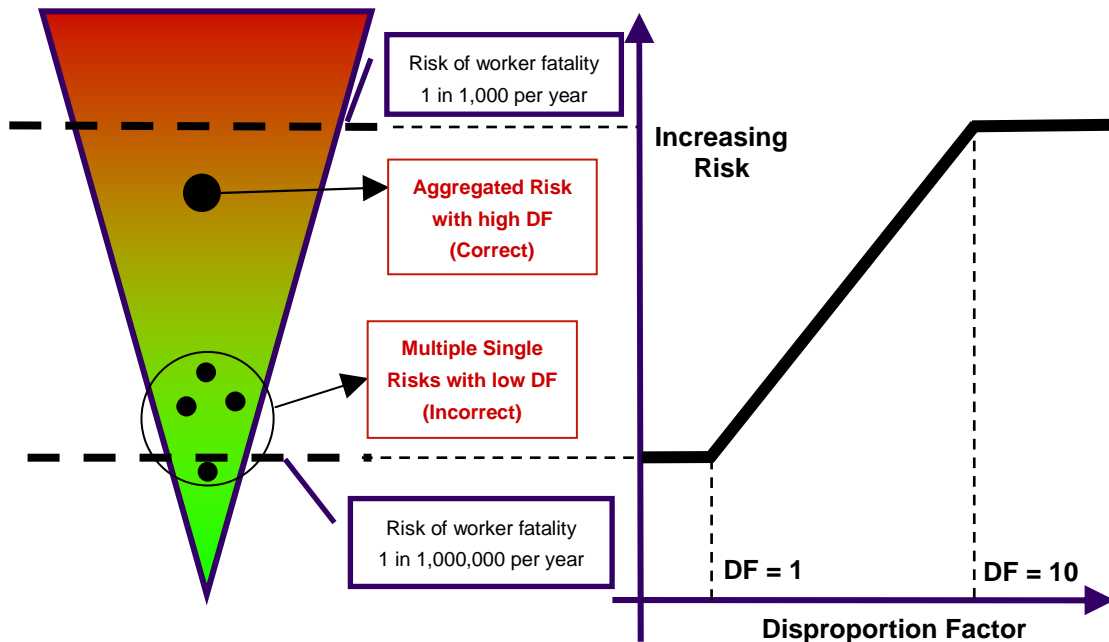 Risk of worker fatality
1 in 1,000 per year
Increasing
Risk
Aggregated Risk
with high DF
(Correct)
Multiple Single
Risks with low DF
(Incorrect)
Risk of worker fatality
1 in 1,000,000 per year
DF = 1
DF = 10
Disproportion Factor